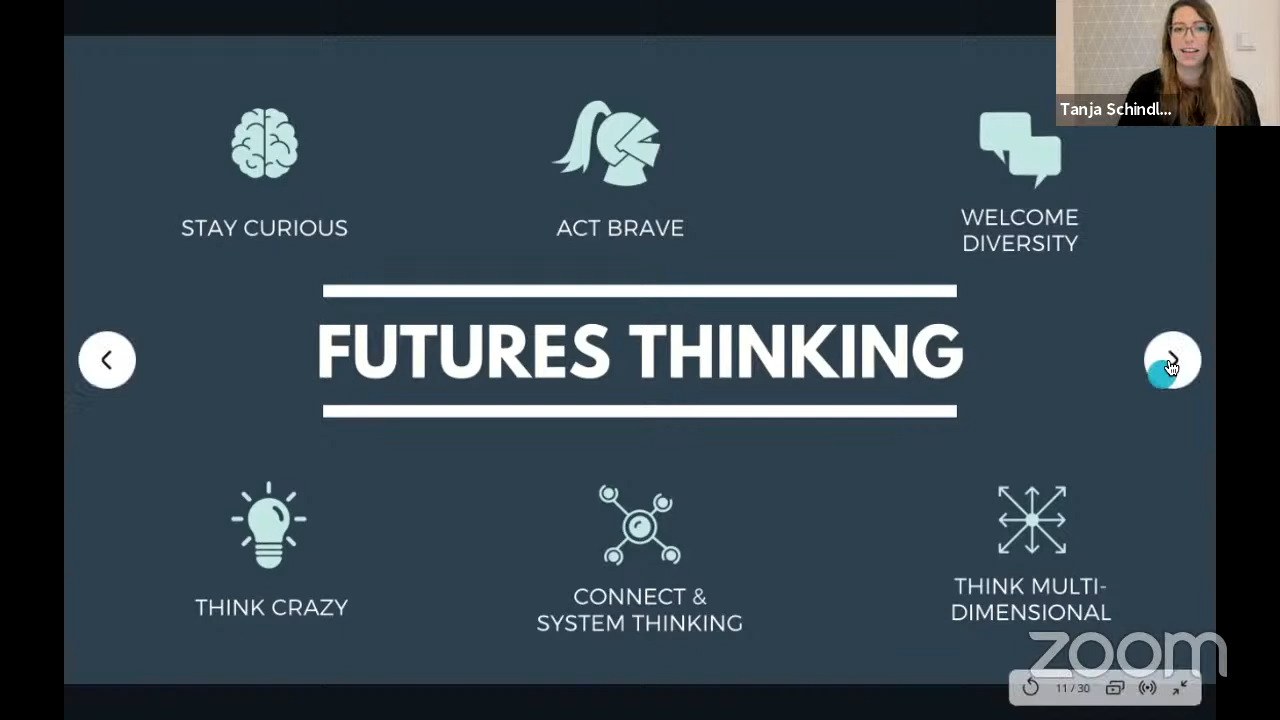 Tanja Schindl...
STAY CURIOUS
ACT BRAVE
WELCOME
DIVERSITY
FUTURES THINKING
THINK CRAZY
CONNECT &
SYSTEM THINKING
THINK MULTI-
DIMENSIONAL
zoom
11/30